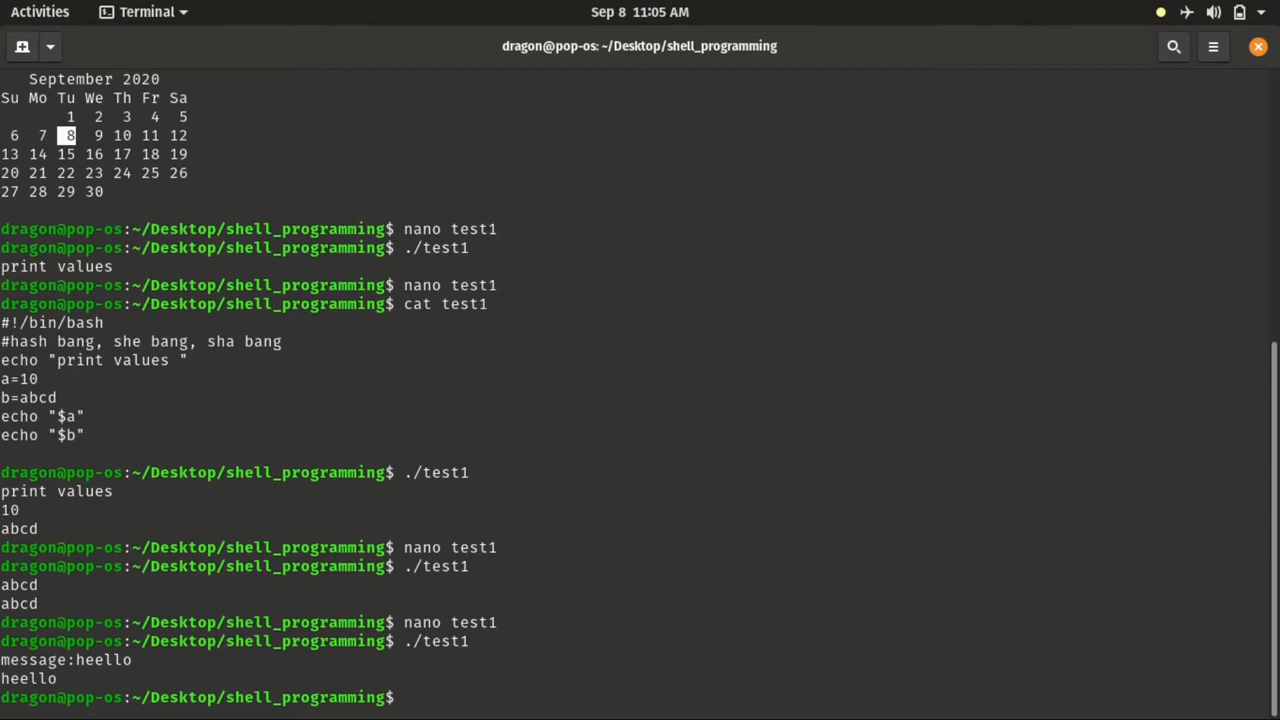 Activities Terminal Sep 8 11:05 AM
dragon@pop-os: ~/Desktop/shell_programming
September 2020
Su Mo Tu We Th Fr Sa
1 2 3 4 5
6 7 8 9 10 11 12
13 14 15 16 17 18 19
20 21 22 23 24 25 26
27 28 29 30
dragon@pop-os:~/Desktop/shell_programming$ nano test1
dragon@pop-os:~/Desktop/shell_programming$ ./test1
print values
dragon@pop-os:~/Desktop/shell_programming$ nano test1
dragon@pop-os:~/Desktop/shell_programming$ cat test1
#!/bin/bash
#hash bang, she bang, sha bang
echo "print values "
a=10
b=abcd
echo "$a"
echo "$b"
dragon@pop-os:~/Desktop/shell_programming$ ./test1
print values
10
abcd
dragon@pop-os:~/Desktop/shell_programming$ nano test1
dragon@pop-os:~/Desktop/shell_programming$ ./test1
abcd
abcd
dragon@pop-os:~/Desktop/shell_programming$ nano test1
dragon@pop-os:~/Desktop/shell_programming$ ./test1
message:heello
heello
dragon@pop-os:~/Desktop/shell_programming$